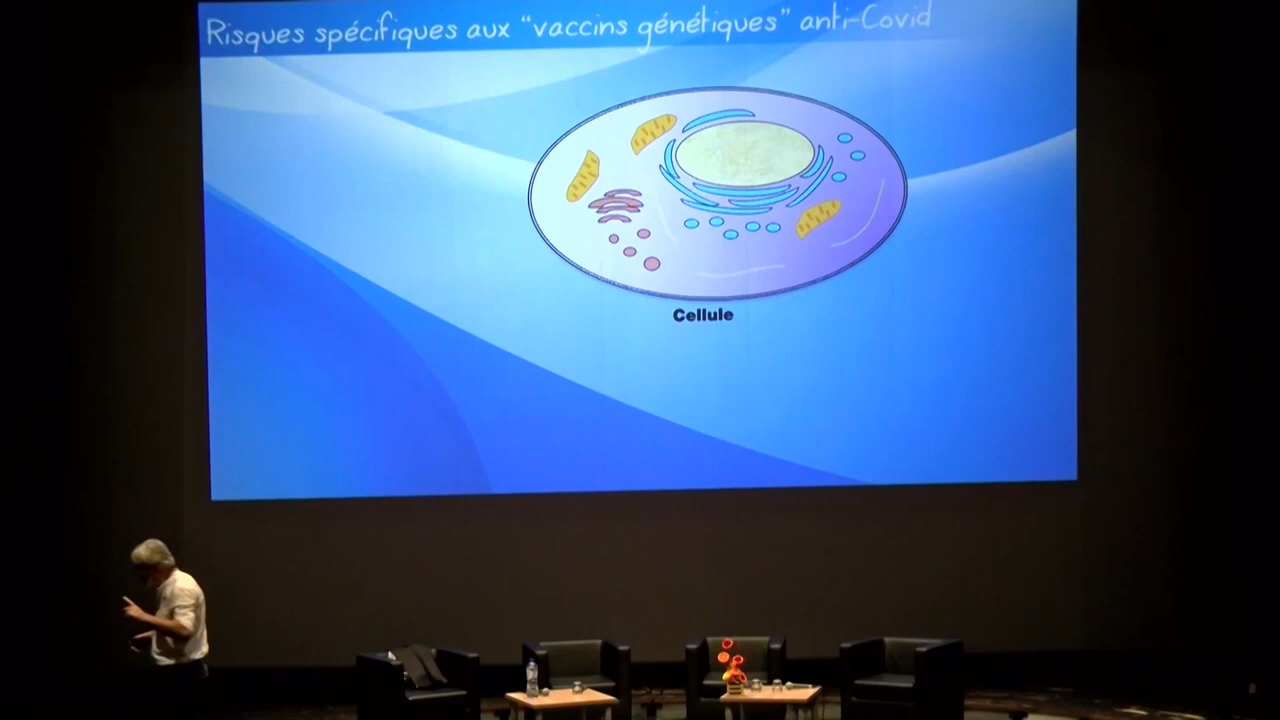 Risques spécifiques aux “vaccins génétiques” anti-Covid
Cellule